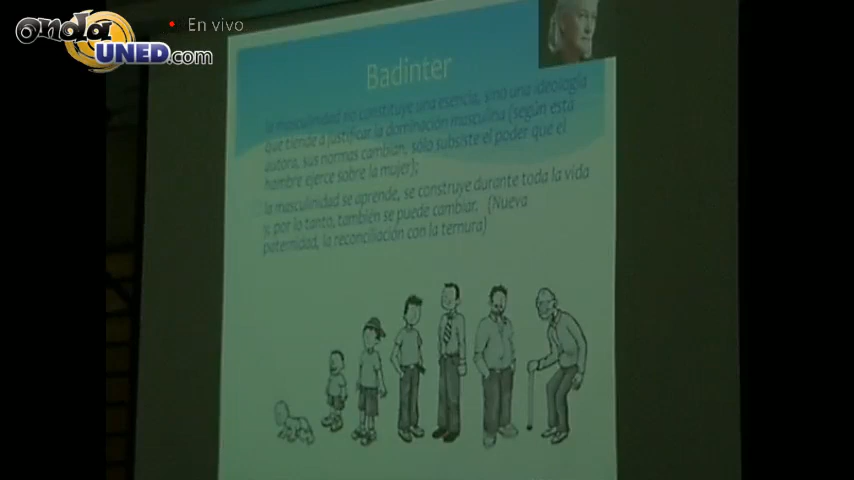 onda
UNED.com
En vivo
Badinter
la masculinidad no constituye una esencia, sino una ideología
que tiende a justificar la dominación masculina (según esta
autora, sus normas cambian, sólo subsiste el poder que el
hombre ejerce sobre la mujer);
la masculinidad se aprende, se construye durante toda la vida
y, por lo tanto, también se puede cambiar. (Nueva
paternidad, la reconciliación con la ternura)